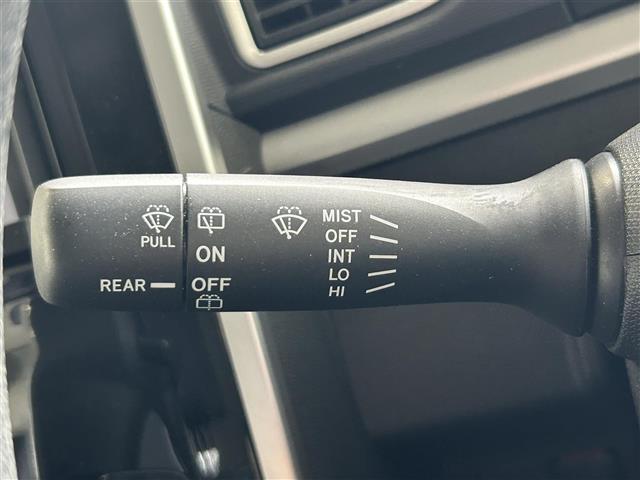 PULL
REAR
ON
OFF
MIST
OFF
INT
LO
HI